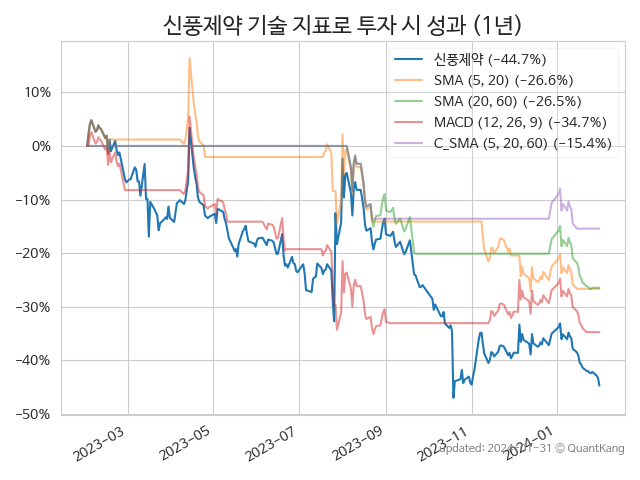 신풍제약 기술 지표로 투자 시 성과 (1년)
신풍제약 (−44.7%)
SMA (5, 20) (−26.6%)
SMA (20, 60) (−26.5%)
MACD (12, 26, 9) (−34.7%)
C_SMA (5, 20, 60) (−15.4%)
10%
0%
−10%
−20%
−30%
−40%
−50%
2023−03
2023−05
2023−07
2023−09
2023−11
2024−01
updated: 2024−01−31 © QuantKang